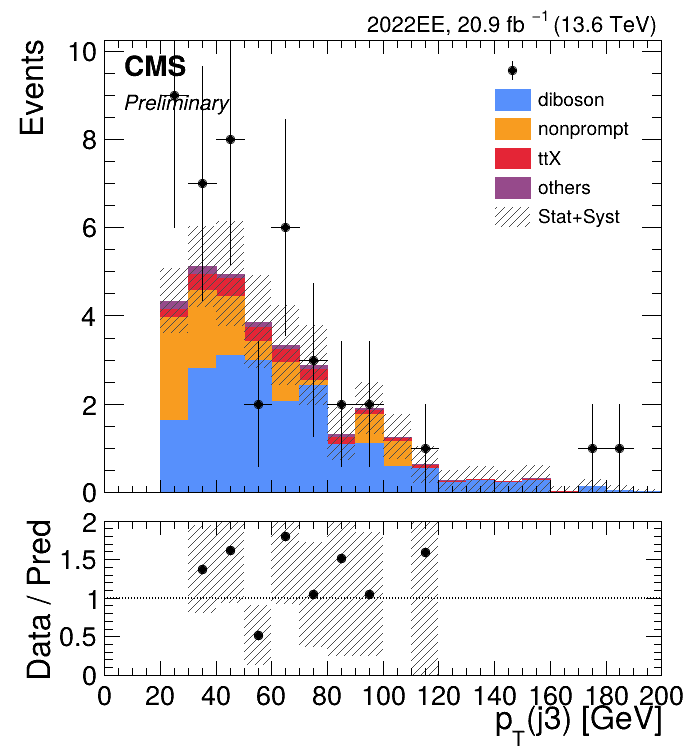 2022EE, 20.9 fb⁻¹ (13.6 TeV)
Events
10
8
6
4
2
0
CMS
Preliminary
diboson
nonprompt
ttX
others
Stat+Syst
Data / Pred
2
1.5
1
0.5
0
0 20 40 60 80 100 120 140 160 180 200
p_T(j3) [GeV]